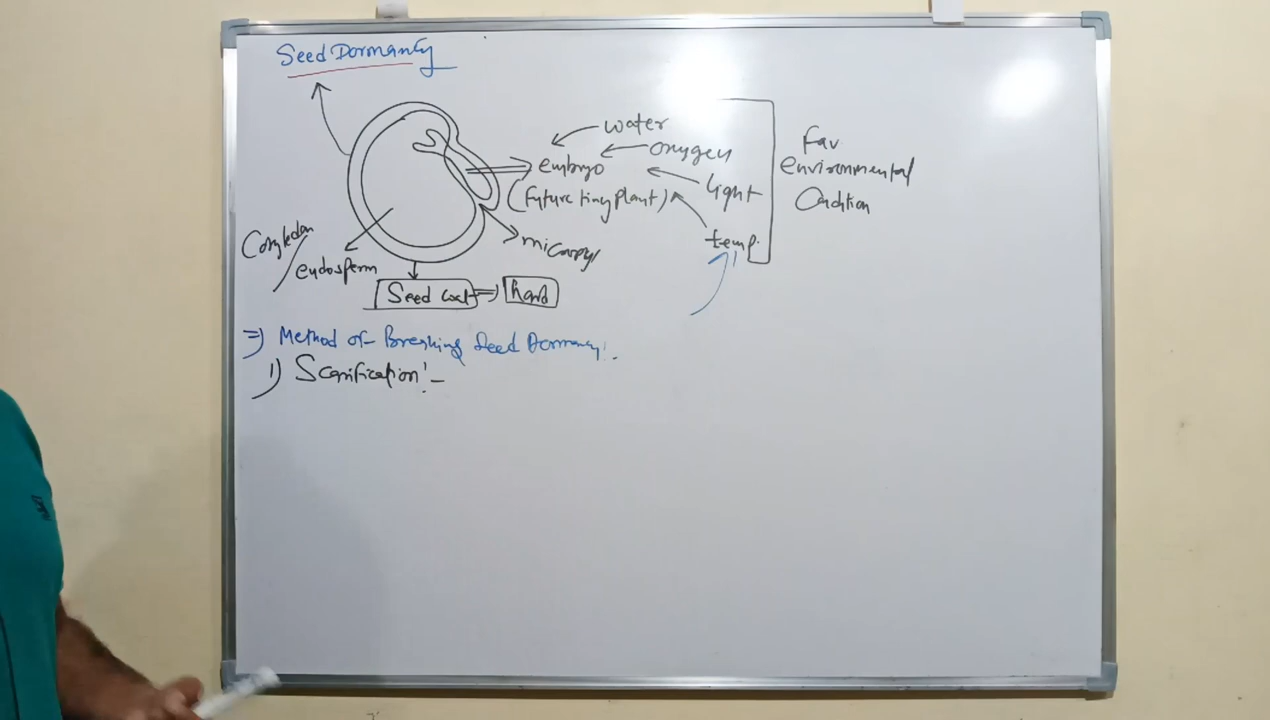 Seed Dormancy
water
oxygen
embryo
(future tiny plant)
light
temp.
Fav
environmental
Condition
micropyl
Cotyledon
endosperm
Seed coat => hard
=) Method of Breaking Seed Dormancy:
1) Scarification:-